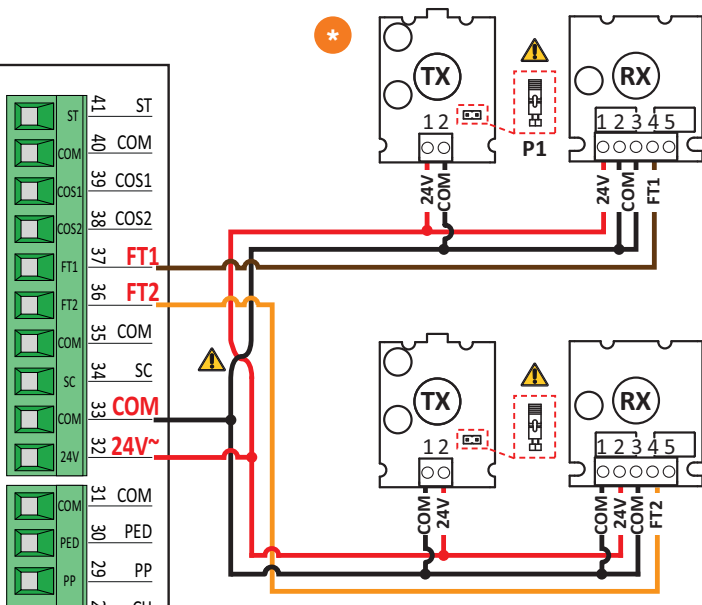 *
41 ST
ST
40 COM
COM
39 COS1
COS1
38 COS2
COS2
37 FT1
FT1
36 FT2
FT2
35 COM
COM
34 SC
SC
33 COM
COM
32 24V~
24V
31 COM
COM
30 PED
PED
29 PP
PP
TX
1 2
24V
COM
P1
RX
1 2 3 4 5
24V
COM
FT1
TX
1 2
COM
24V
RX
1 2 3 4 5
COM
24V
COM
FT2